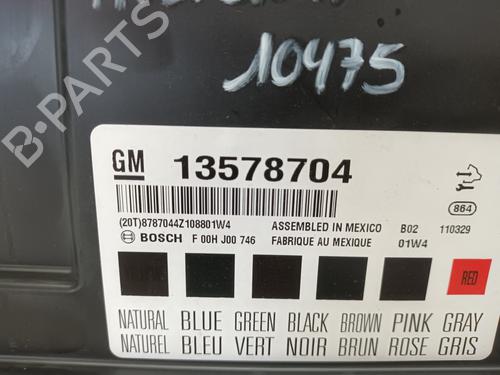 10475
GM 13578704
(20T)8787044Z108801W4 ASSEMBLED IN MEXICO B02 110329
864
BOSCH F 00H J00 746 FABRIQUE AU MEXIQUE 01W4
RED
NATURAL BLUE GREEN BLACK BROWN PINK GRAY
NATUREL BLEU VERT NOIR BRUN ROSE GRIS
B-PARTS